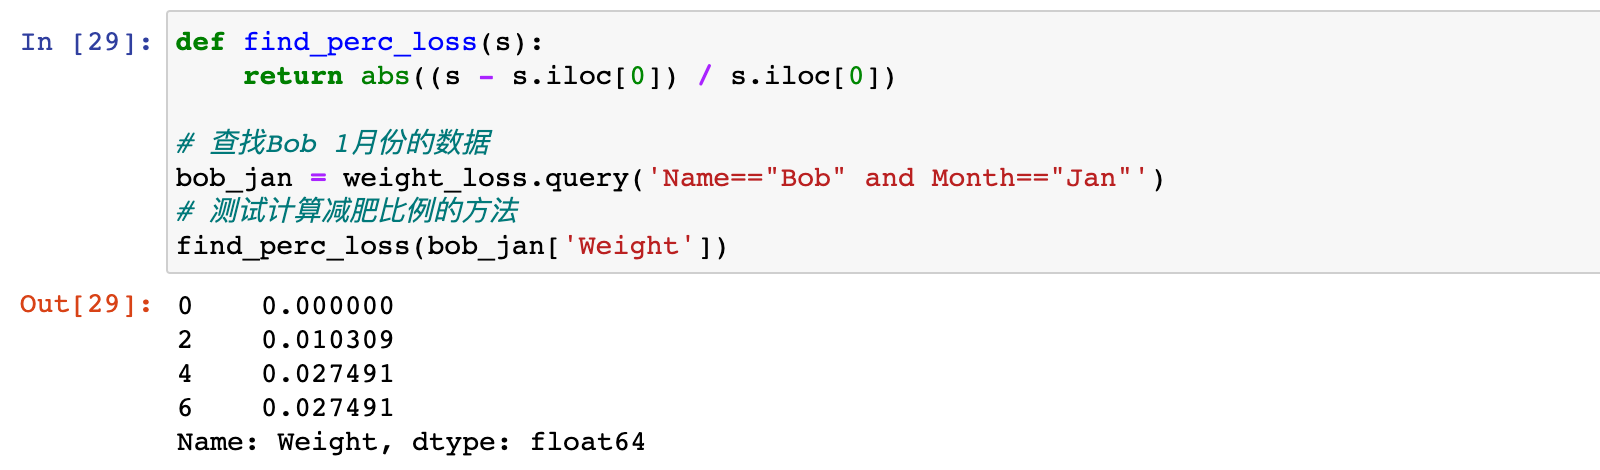 In [29]: def find_perc_loss(s):
    return abs((s - s.iloc[0]) / s.iloc[0])
# 查找Bob 1月份的数据
bob_jan = weight_loss.query('Name=="Bob" and Month=="Jan"')
# 测试计算减肥比例的方法
find_perc_loss(bob_jan['Weight'])
Out[29]: 0    0.000000
2    0.010309
4    0.027491
6    0.027491
Name: Weight, dtype: float64